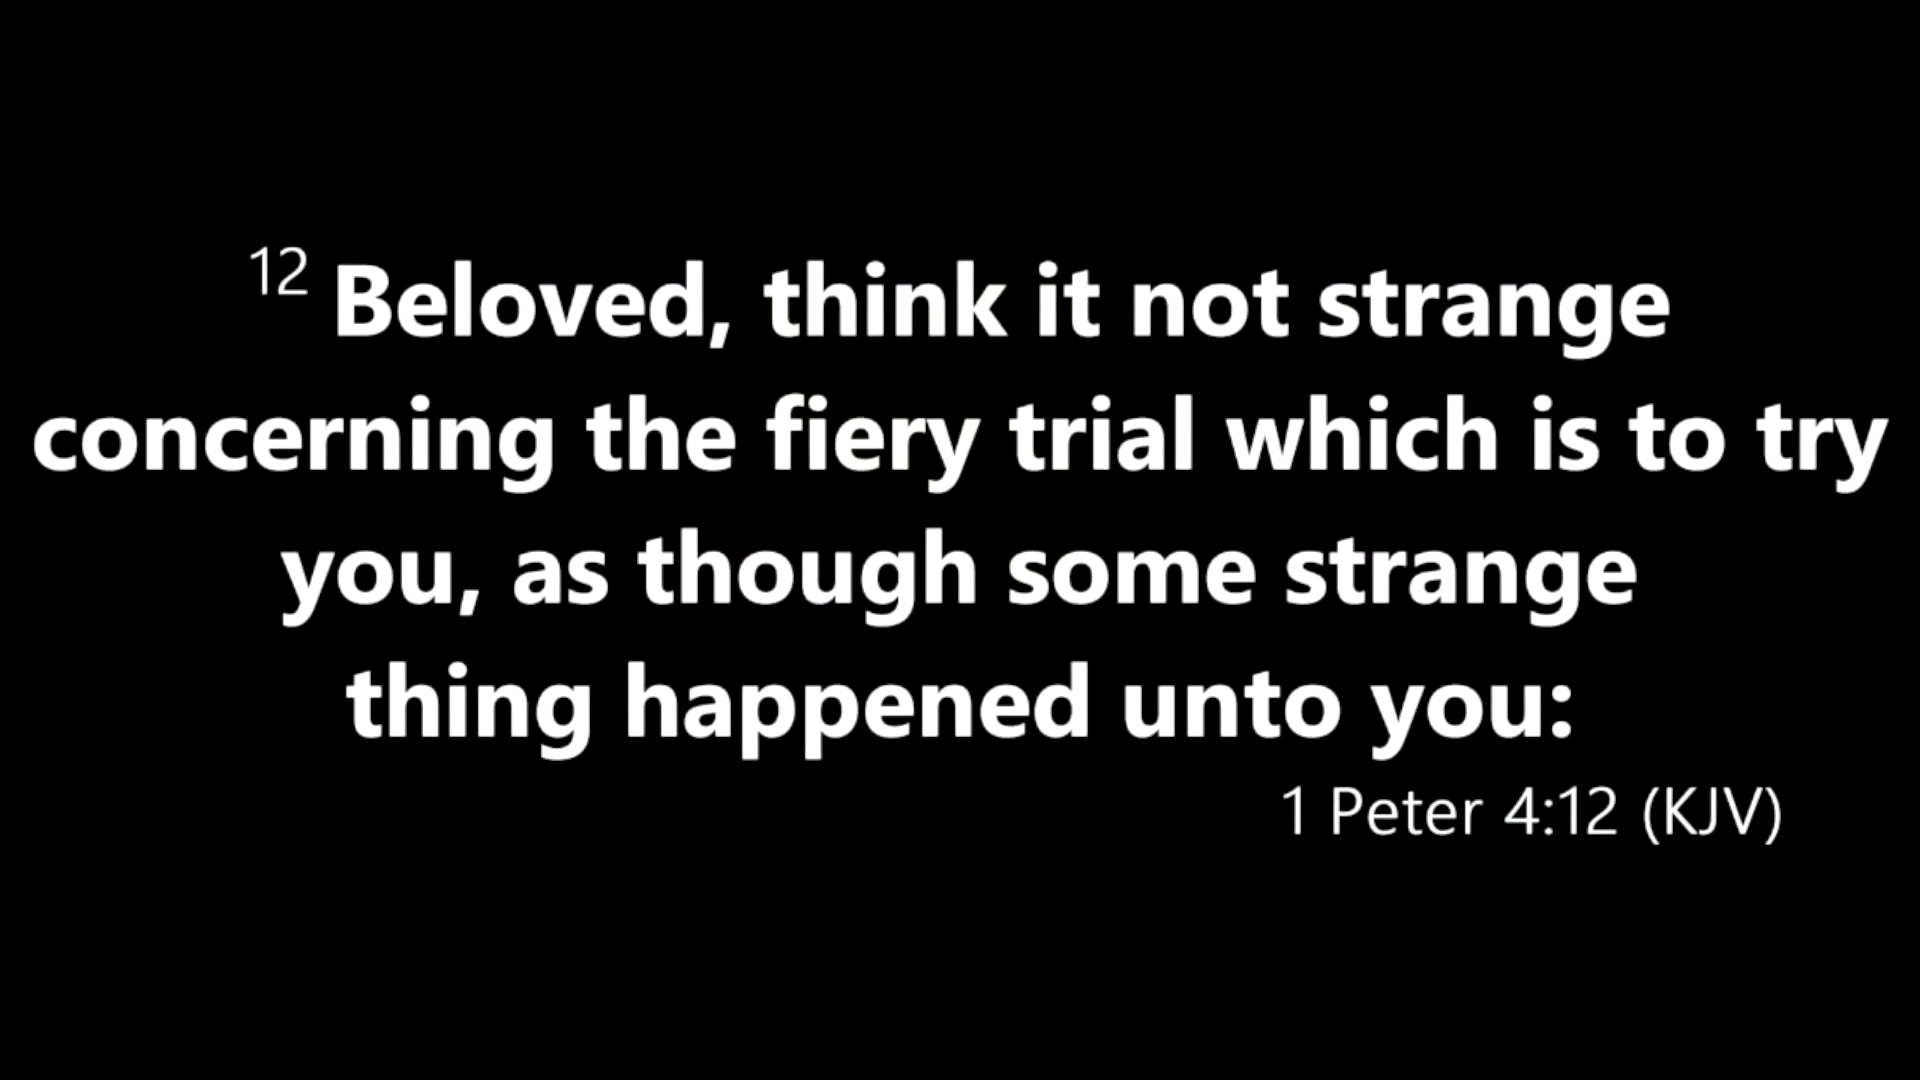 12 Beloved, think it not strange
concerning the fiery trial which is to try
you, as though some strange
thing happened unto you:
1 Peter 4:12 (KJV)